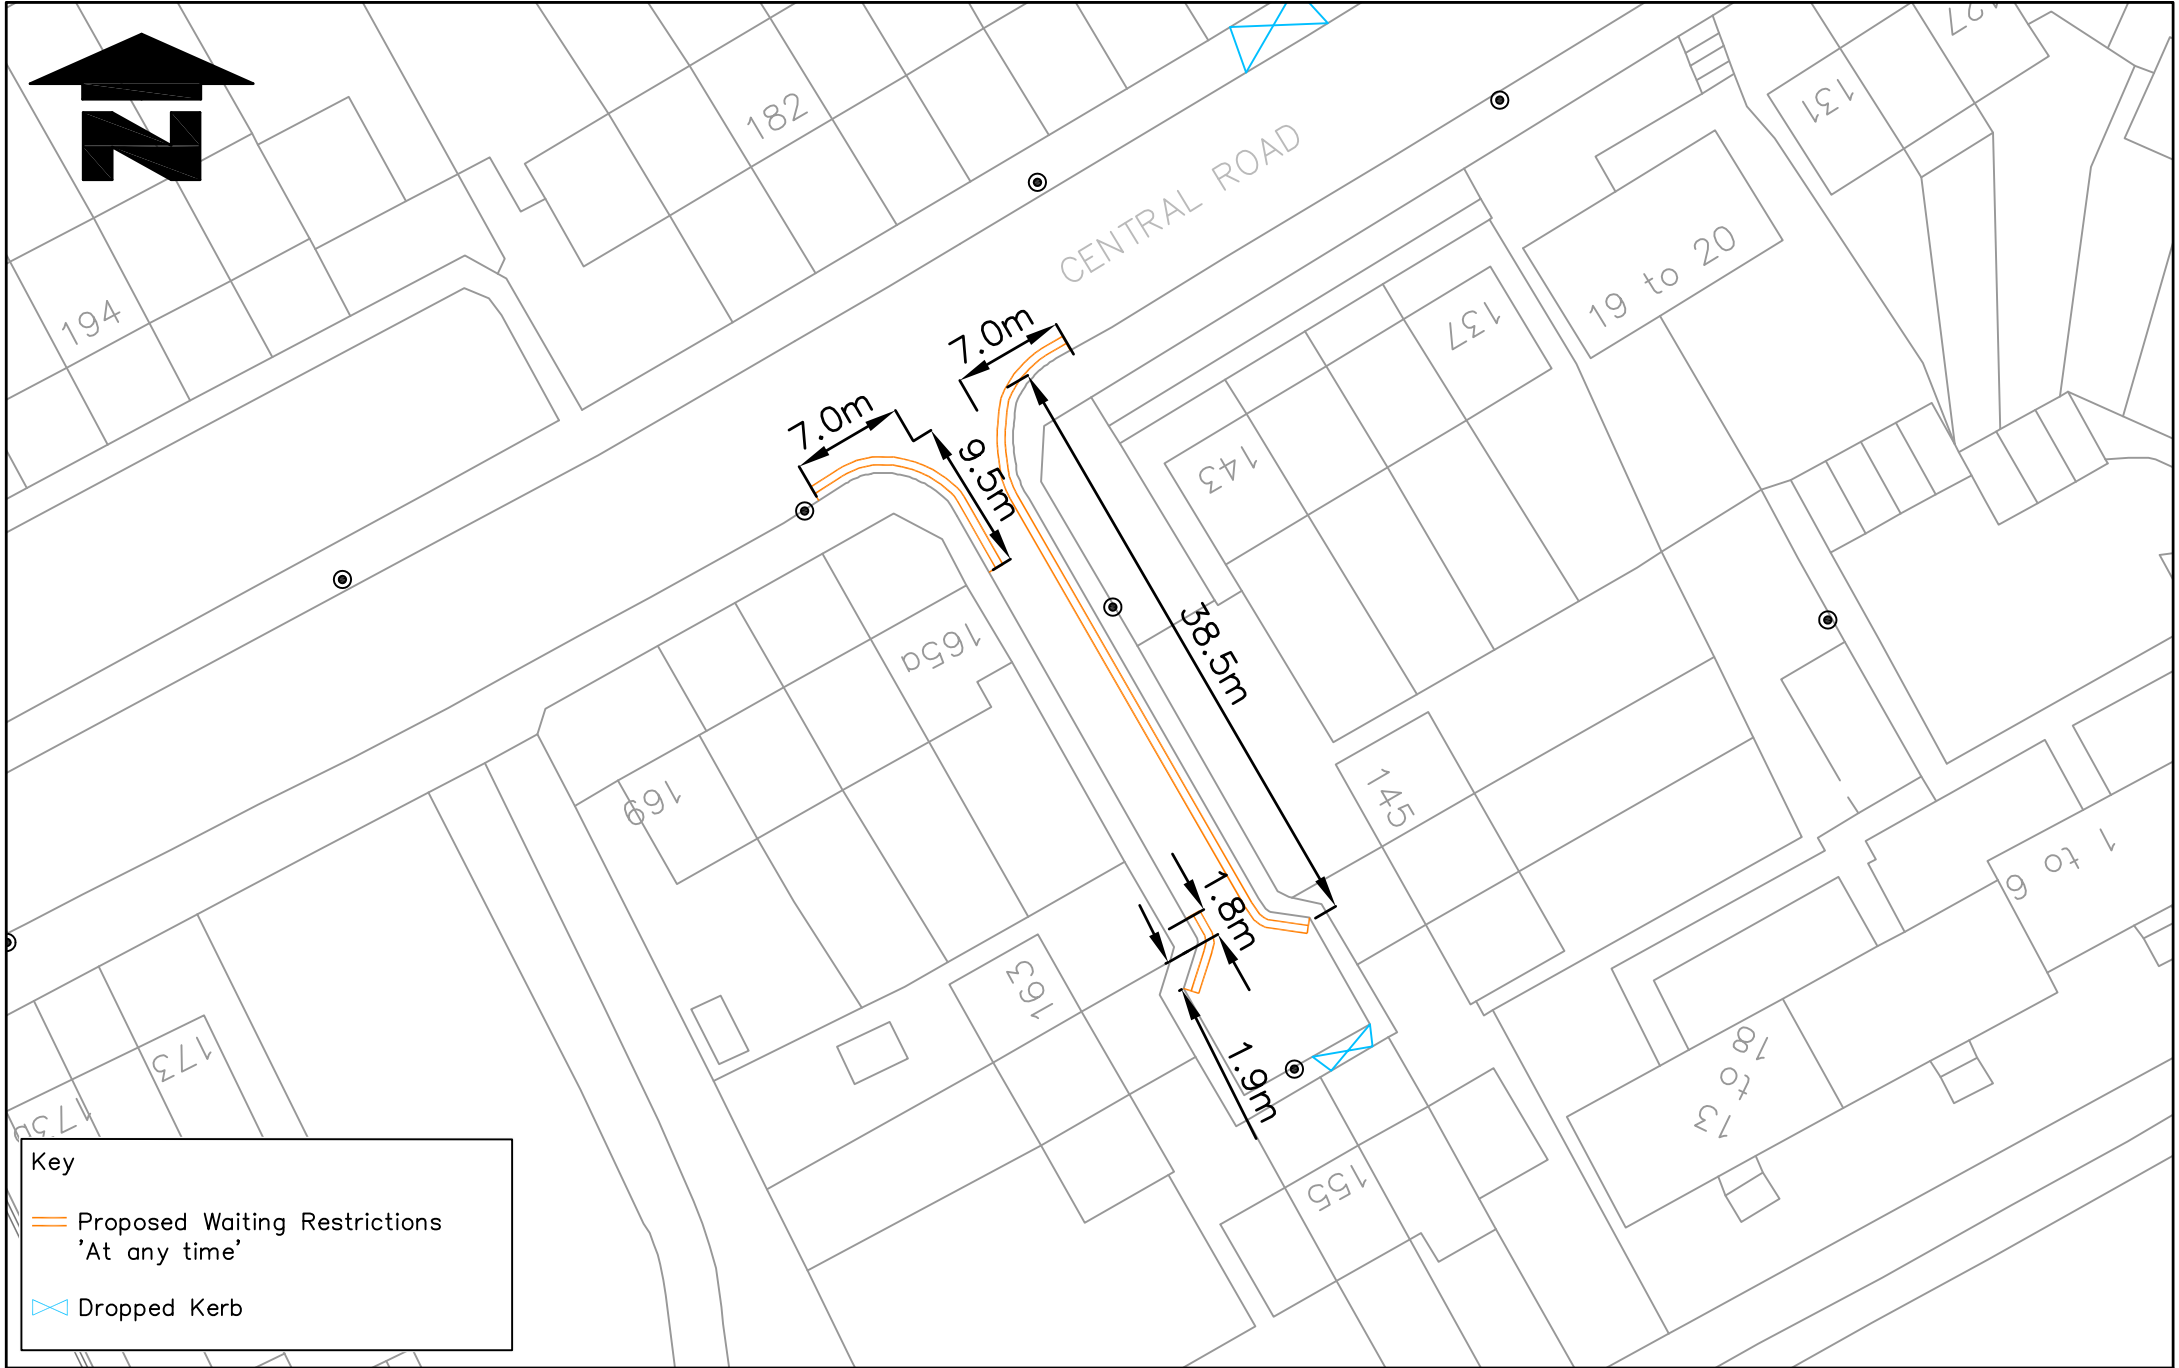 N
127
131
182
CENTRAL ROAD
19 to 20
194
137
7.0m
7.0m
9.5m
143
38.5m
165a
169
145
1 to 6
1.8m
163
13 to 18
173
1.9m
155
Key
Proposed Waiting Restrictions
'At any time'
Dropped Kerb